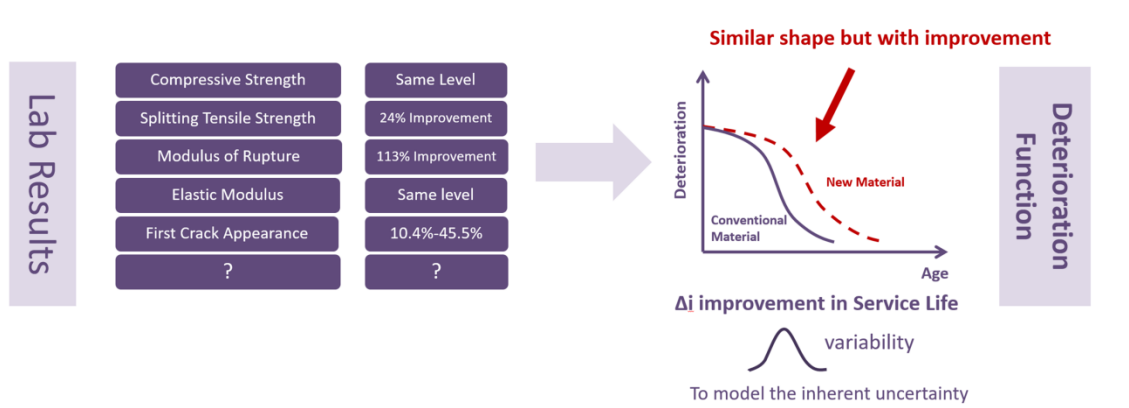 Lab Results
Compressive Strength
Same Level
Splitting Tensile Strength
24% Improvement
Modulus of Rupture
113% Improvement
Elastic Modulus
Same level
First Crack Appearance
10.4%-45.5%
?
?
Similar shape but with improvement
Deterioration
New Material
Conventional
Material
Age
Δi improvement in Service Life
variability
To model the inherent uncertainty
Deterioration
Function